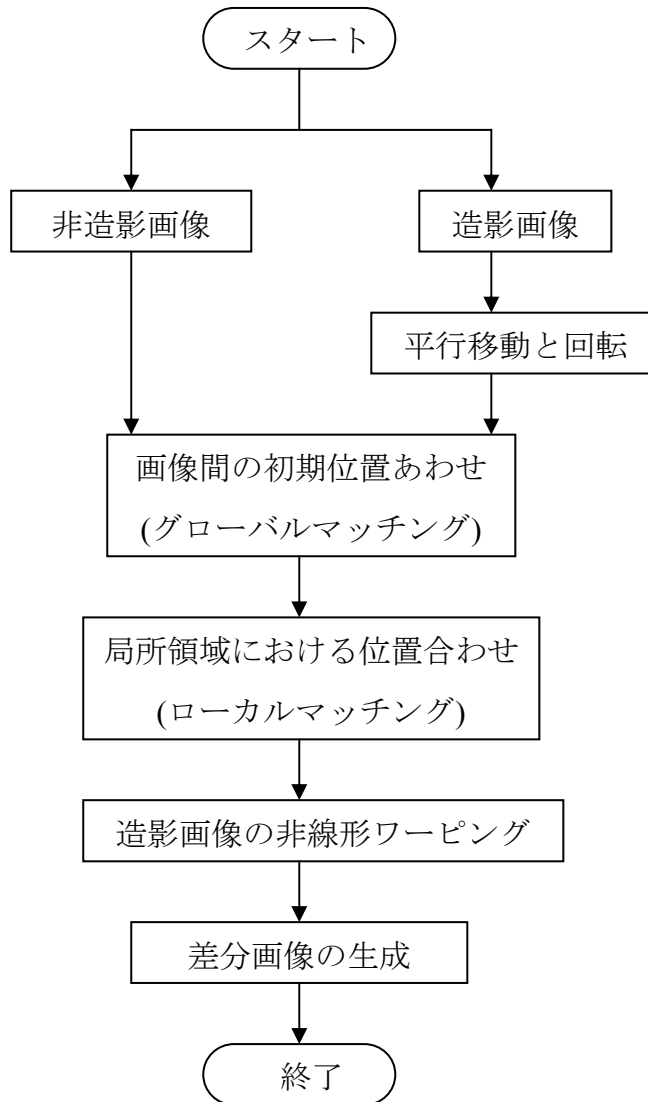 スタート
非造影画像
造影画像
平行移動と回転
画像間の初期位置あわせ
(グローバルマッチング)
局所領域における位置合わせ
(ローカルマッチング)
造影画像の非線形ワーピング
差分画像の生成
終了